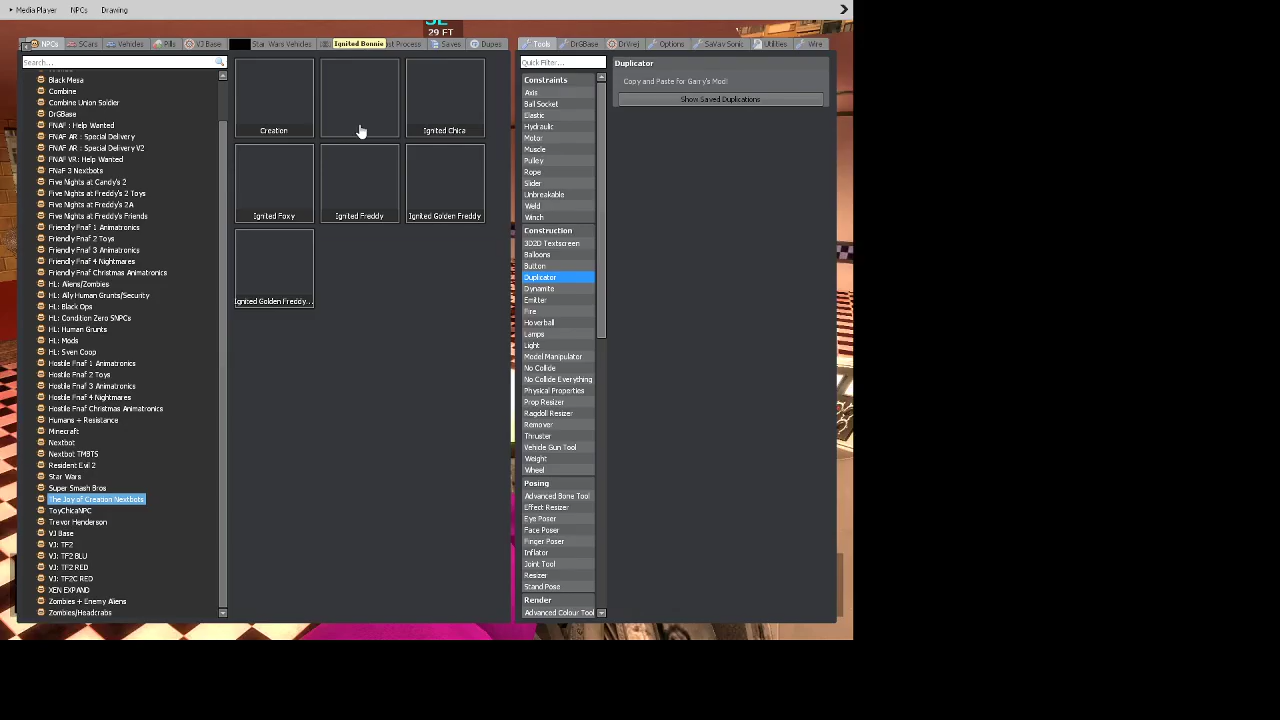 Media Player NPCs Drawing
29 FT
NPCs SCars Vehicles Pills VJ Base Star Wars Vehicles Ignited Bonnie st Process Saves Dupes
Search...
Black Mesa
Combine
Combine Union Soldier
DrGBase
FNAF : Help Wanted
FNAF AR : Special Delivery
FNAF AR : Special Delivery V2
FNAF VR: Help Wanted
FNaF 3 Nextbots
Five Nights at Candy's 2
Five Nights at Freddy's 2 Toys
Five Nights at Freddy's 2A
Five Nights at Freddy's Friends
Friendly Fnaf 1 Animatronics
Friendly Fnaf 2 Toys
Friendly Fnaf 3 Animatronics
Friendly Fnaf 4 Nightmares
Friendly Fnaf Christmas Animatronics
HL: Aliens/Zombies
HL: Ally Human Grunts/Security
HL: Black Ops
HL: Condition Zero SNPCs
HL: Human Grunts
HL: Mods
HL: Sven Coop
Hostile Fnaf 1 Animatronics
Hostile Fnaf 2 Toys
Hostile Fnaf 3 Animatronics
Hostile Fnaf 4 Nightmares
Hostile Fnaf Christmas Animatronics
Humans + Resistance
Minecraft
Nextbot
Nextbot TMBTS
Resident Evil 2
Star Wars
Super Smash Bros
The Joy of Creation Nextbots
ToyChicaNPC
Trevor Henderson
VJ Base
VJ: TF2
VJ: TF2 BLU
VJ: TF2 RED
VJ: TF2C RED
XEN EXPAND
Zombies + Enemy Aliens
Zombies/Headcrabs
Creation
Ignited Chica
Ignited Foxy
Ignited Freddy
Ignited Golden Freddy
Ignited Golden Freddy...
Tools DrGBase DrVrej Options SaVav Sonic Utilities Wire
Quick Filter...
Constraints
Axis
Ball Socket
Elastic
Hydraulic
Motor
Muscle
Pulley
Rope
Slider
Unbreakable
Weld
Winch
Construction
3D2D Textscreen
Balloons
Button
Duplicator
Dynamite
Emitter
Fire
Hoverball
Lamps
Light
Model Manipulator
No Collide
No Collide Everything
Physical Properties
Prop Resizer
Ragdoll Resizer
Remover
Thruster
Vehicle Gun Tool
Weight
Wheel
Posing
Advanced Bone Tool
Effect Resizer
Eye Poser
Face Poser
Finger Poser
Inflator
Joint Tool
Resizer
Stand Pose
Render
Advanced Colour Tool
Duplicator
Copy and Paste for Garry's Mod!
Show Saved Duplications